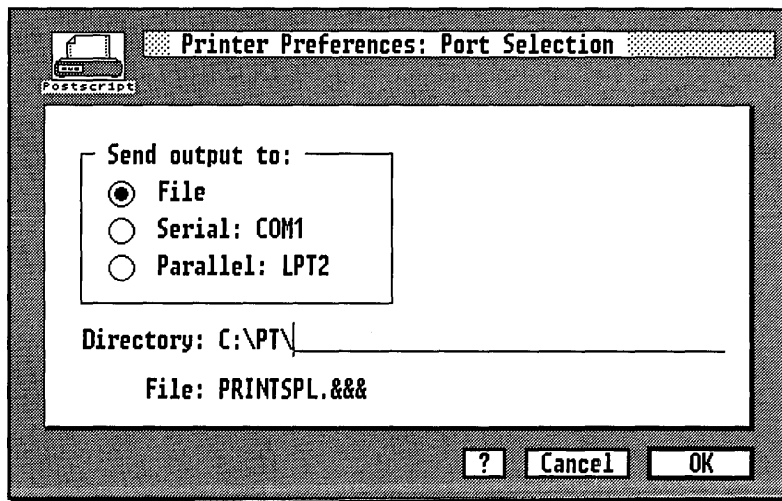 Printer Preferences: Port Selection
Postscript
Send output to:
File
Serial: COM1
Parallel: LPT2
Directory: C:\PT\
File: PRINTSPL.&&&
? Cancel OK